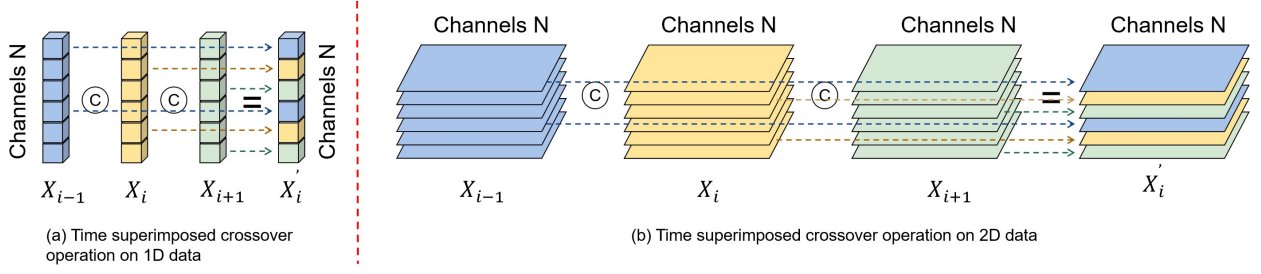 Channels N
C
C
=
Channels N
X_{i-1}
X_i
X_{i+1}
X_i'
(a) Time superimposed crossover
operation on 1D data
Channels N
Channels N
Channels N
Channels N
C
C
=
X_{i-1}
X_i
X_{i+1}
X_i'
(b) Time superimposed crossover operation on 2D data